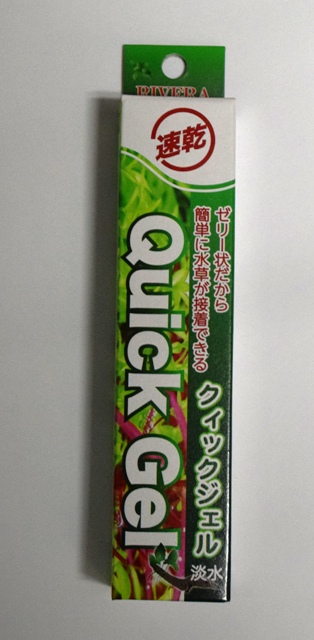 RIVERA
速乾
ゼリー状だから
簡単に水草が接着できる
Quick Gel
クィックジェル
淡水